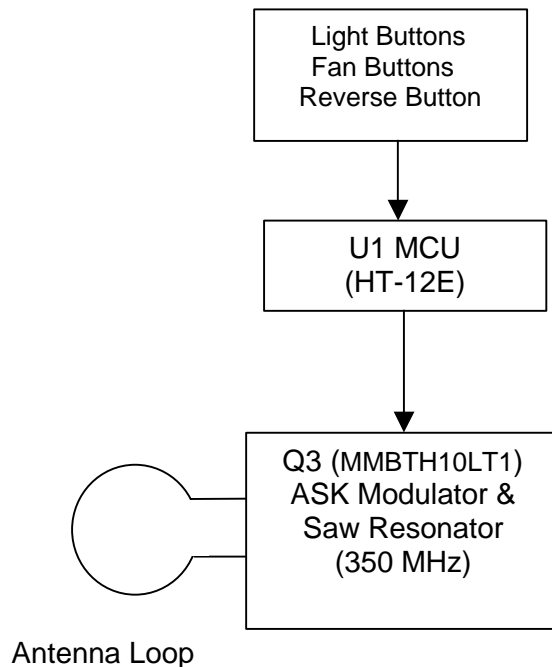 Light Buttons
Fan Buttons
Reverse Button
U1 MCU
(HT-12E)
Q3 (MMBTH10LT1)
ASK Modulator &
Saw Resonator
(350 MHz)
Antenna Loop